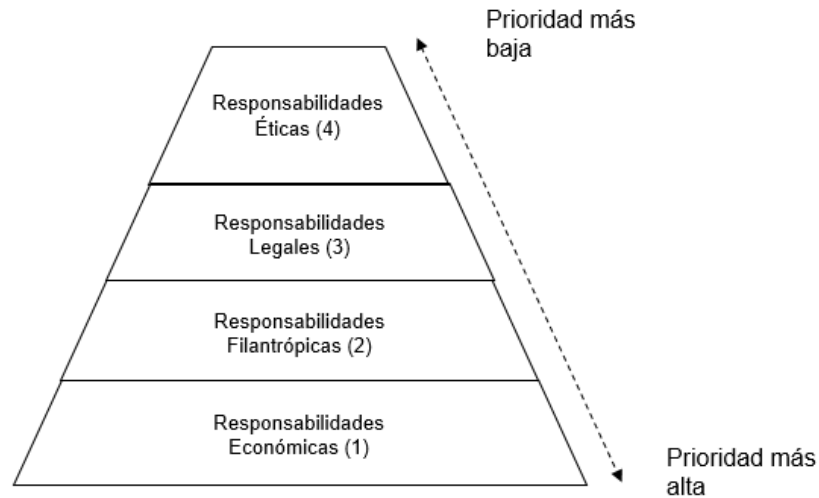 Prioridad más
baja
Responsabilidades
Éticas (4)
Responsabilidades
Legales (3)
Responsabilidades
Filantrópicas (2)
Responsabilidades
Económicas (1)
Prioridad más
alta